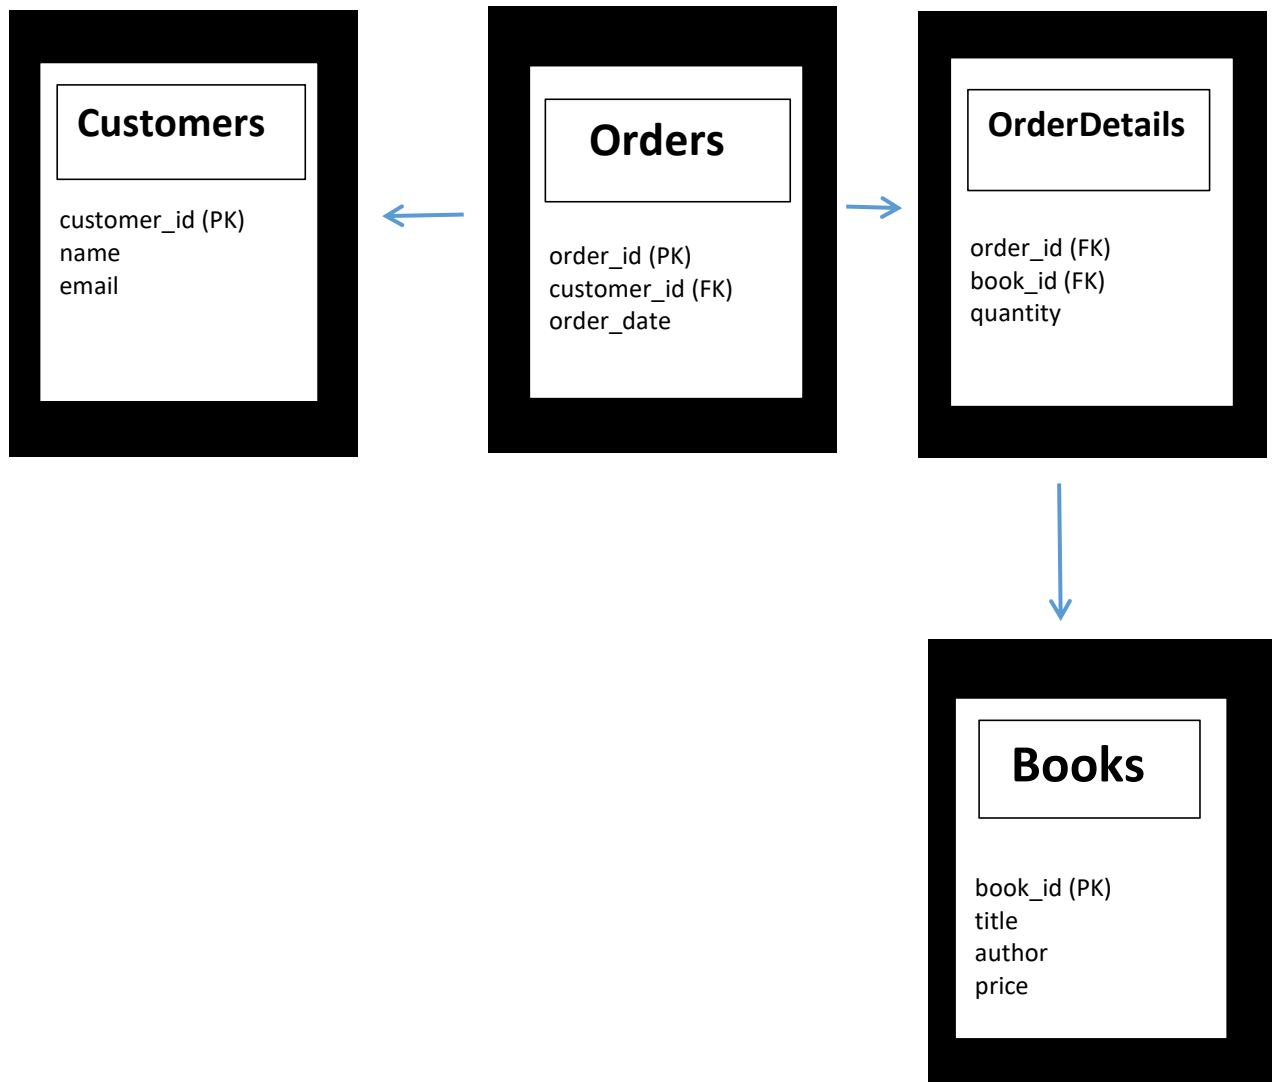 Customers
customer_id (PK)
name
email
Orders
order_id (PK)
customer_id (FK)
order_date
OrderDetails
order_id (FK)
book_id (FK)
quantity
Books
book_id (PK)
title
author
price